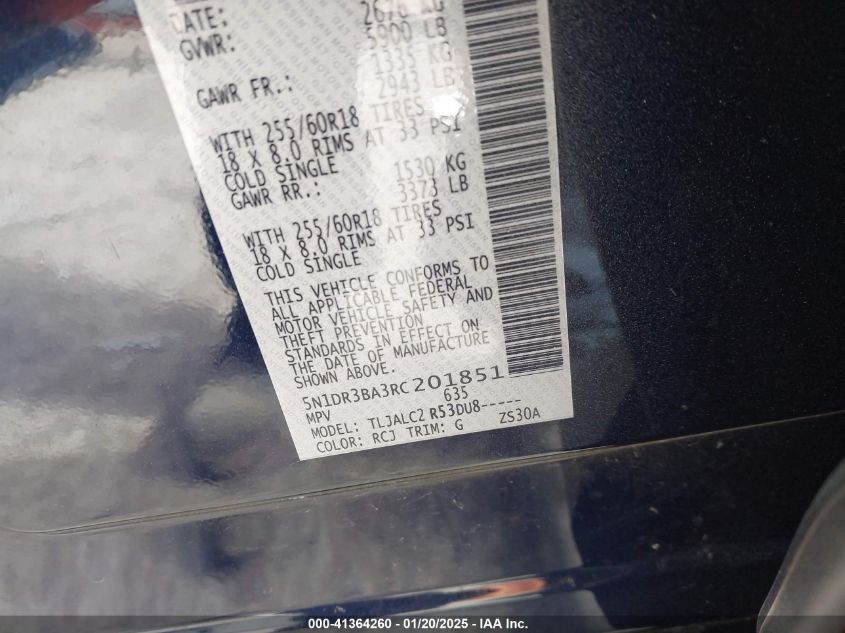 DATE: 2676 KG
GVWR: 5900 LB
1335 KG
GAWR FR.: 2943 LB
WITH 255/60R18 TIRES
18 X 8.0 RIMS AT 33 PSI
COLD SINGLE 1530 KG
GAWR RR.: 3373 LB
WITH 255/60R18 TIRES
18 X 8.0 RIMS AT 33 PSI
COLD SINGLE
THIS VEHICLE CONFORMS TO
ALL APPLICABLE FEDERAL
MOTOR VEHICLE SAFETY AND
THEFT PREVENTION
STANDARDS IN EFFECT ON
THE DATE OF MANUFACTURE
SHOWN ABOVE.
5N1DR3BA3RC201851
MPV 635
MODEL: TLJALC2 R53DU8-----
COLOR: RCJ TRIM: G ZS30A
000-41364260 - 01/20/2025 - IAA Inc.